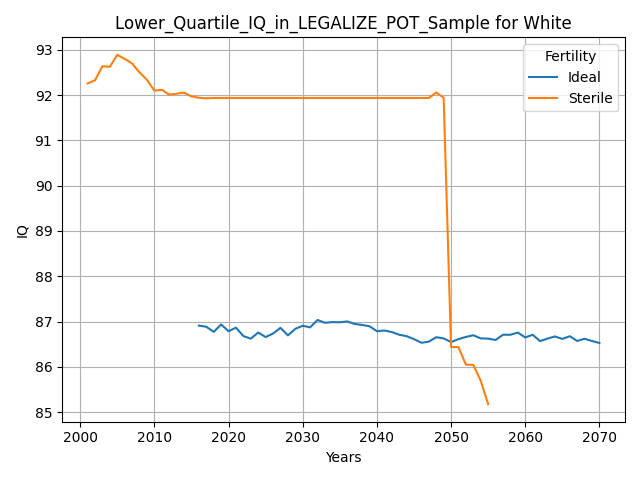 Lower_Quartile_IQ_in_LEGALIZE_POT_Sample for White
Fertility
Ideal
Sterile
IQ
93
92
91
90
89
88
87
86
85
2000 2010 2020 2030 2040 2050 2060 2070
Years